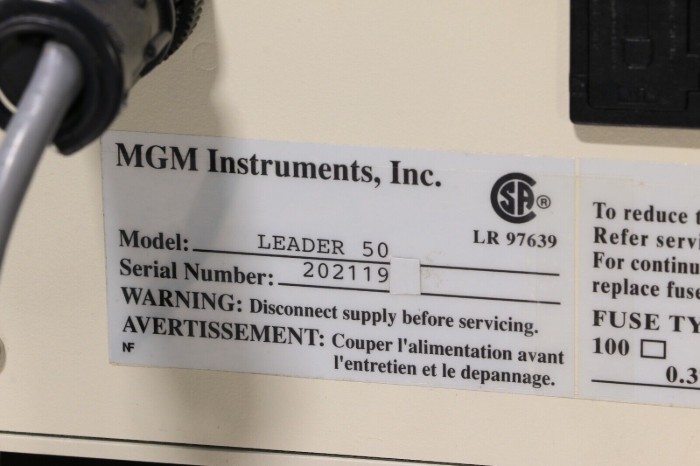 MGM Instruments, Inc.
CSA ®
LR 97639
Model: LEADER 50
Serial Number: 202119
WARNING: Disconnect supply before servicing.
AVERTISSEMENT: Couper l'alimentation avant
l'entretien et le depannage.
NF
To reduce
Refer servi
For continu
replace fuse
FUSE TY
100
0.3